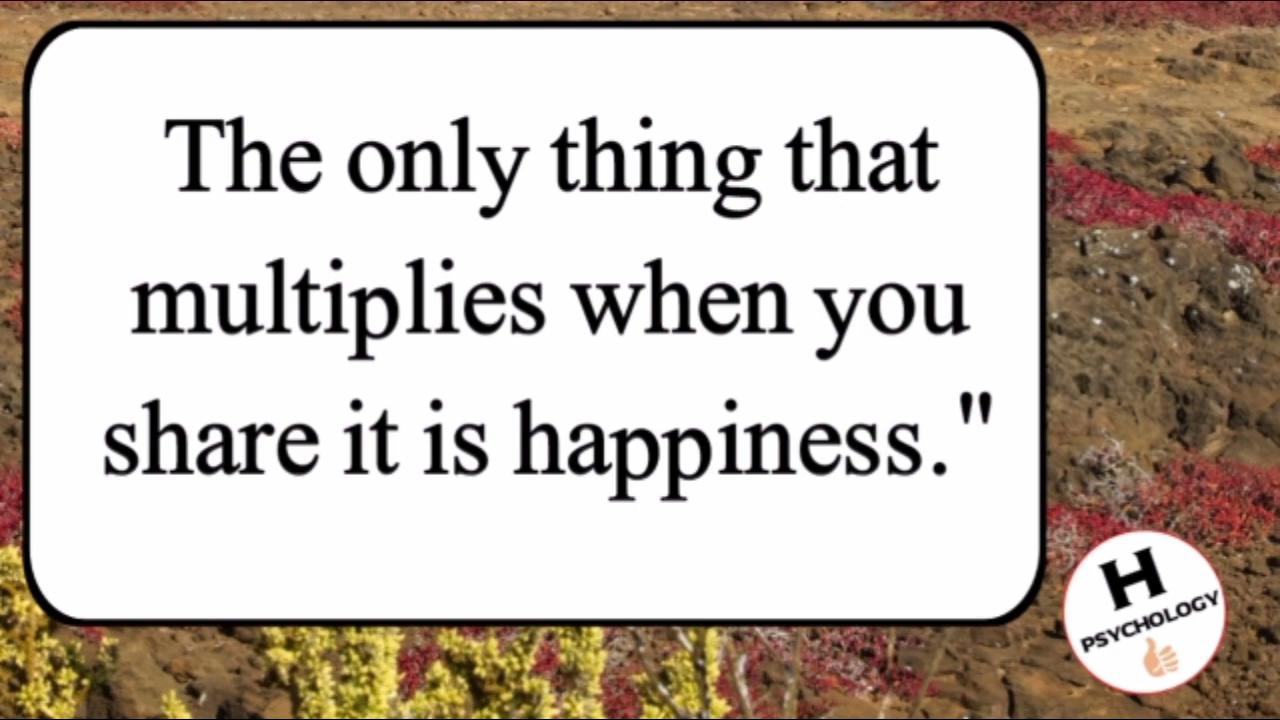 The only thing that
multiplies when you
share it is happiness."
H
PSYCHOLOGY